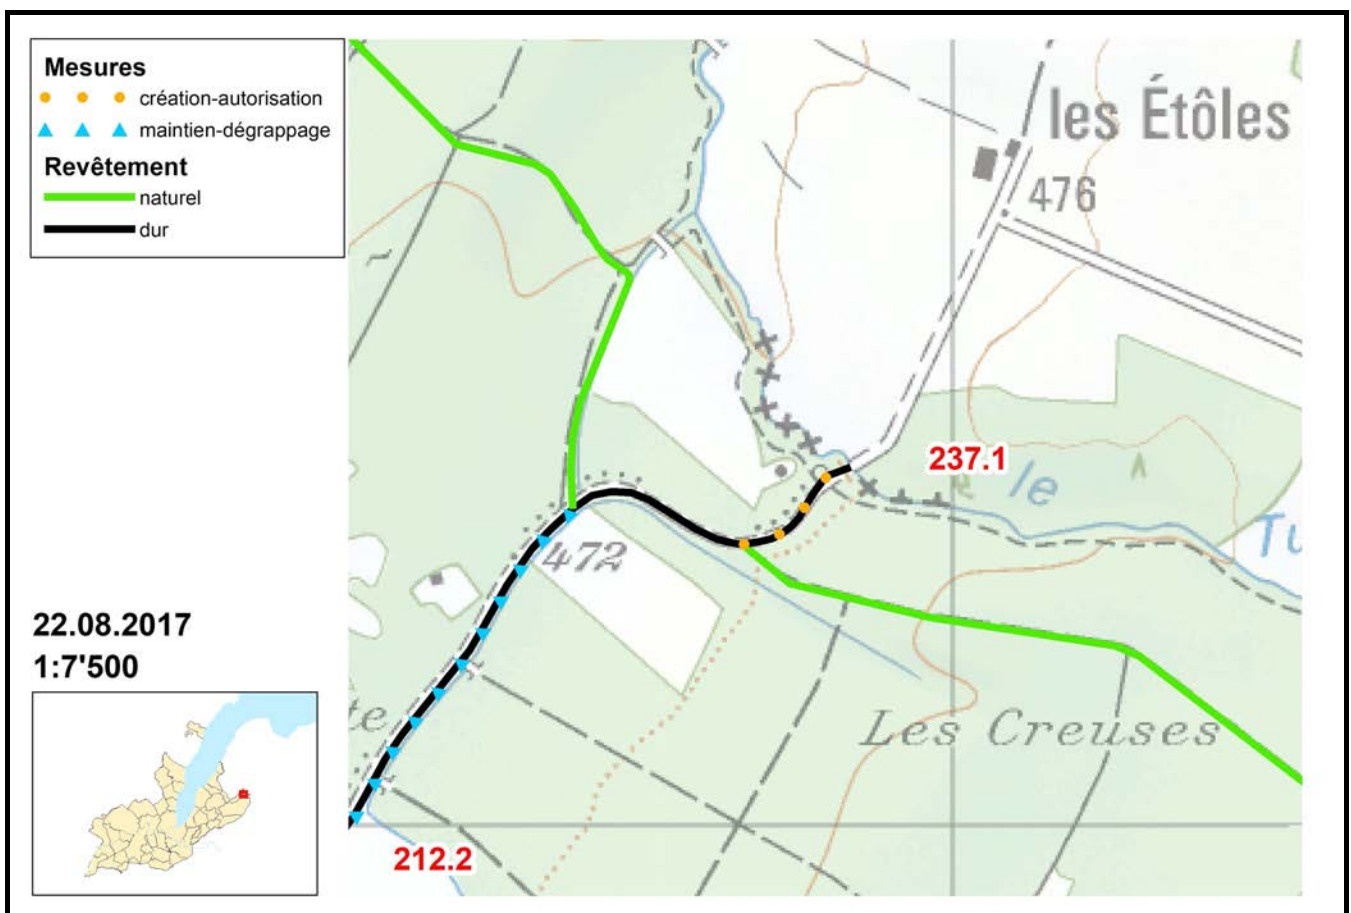 Mesures
création-autorisation
maintien-dégrappage
Revêtement
naturel
dur
les Étôles
476
237.1
le
Tu
472
22.08.2017
1:7'500
te
Les Creuses
212.2